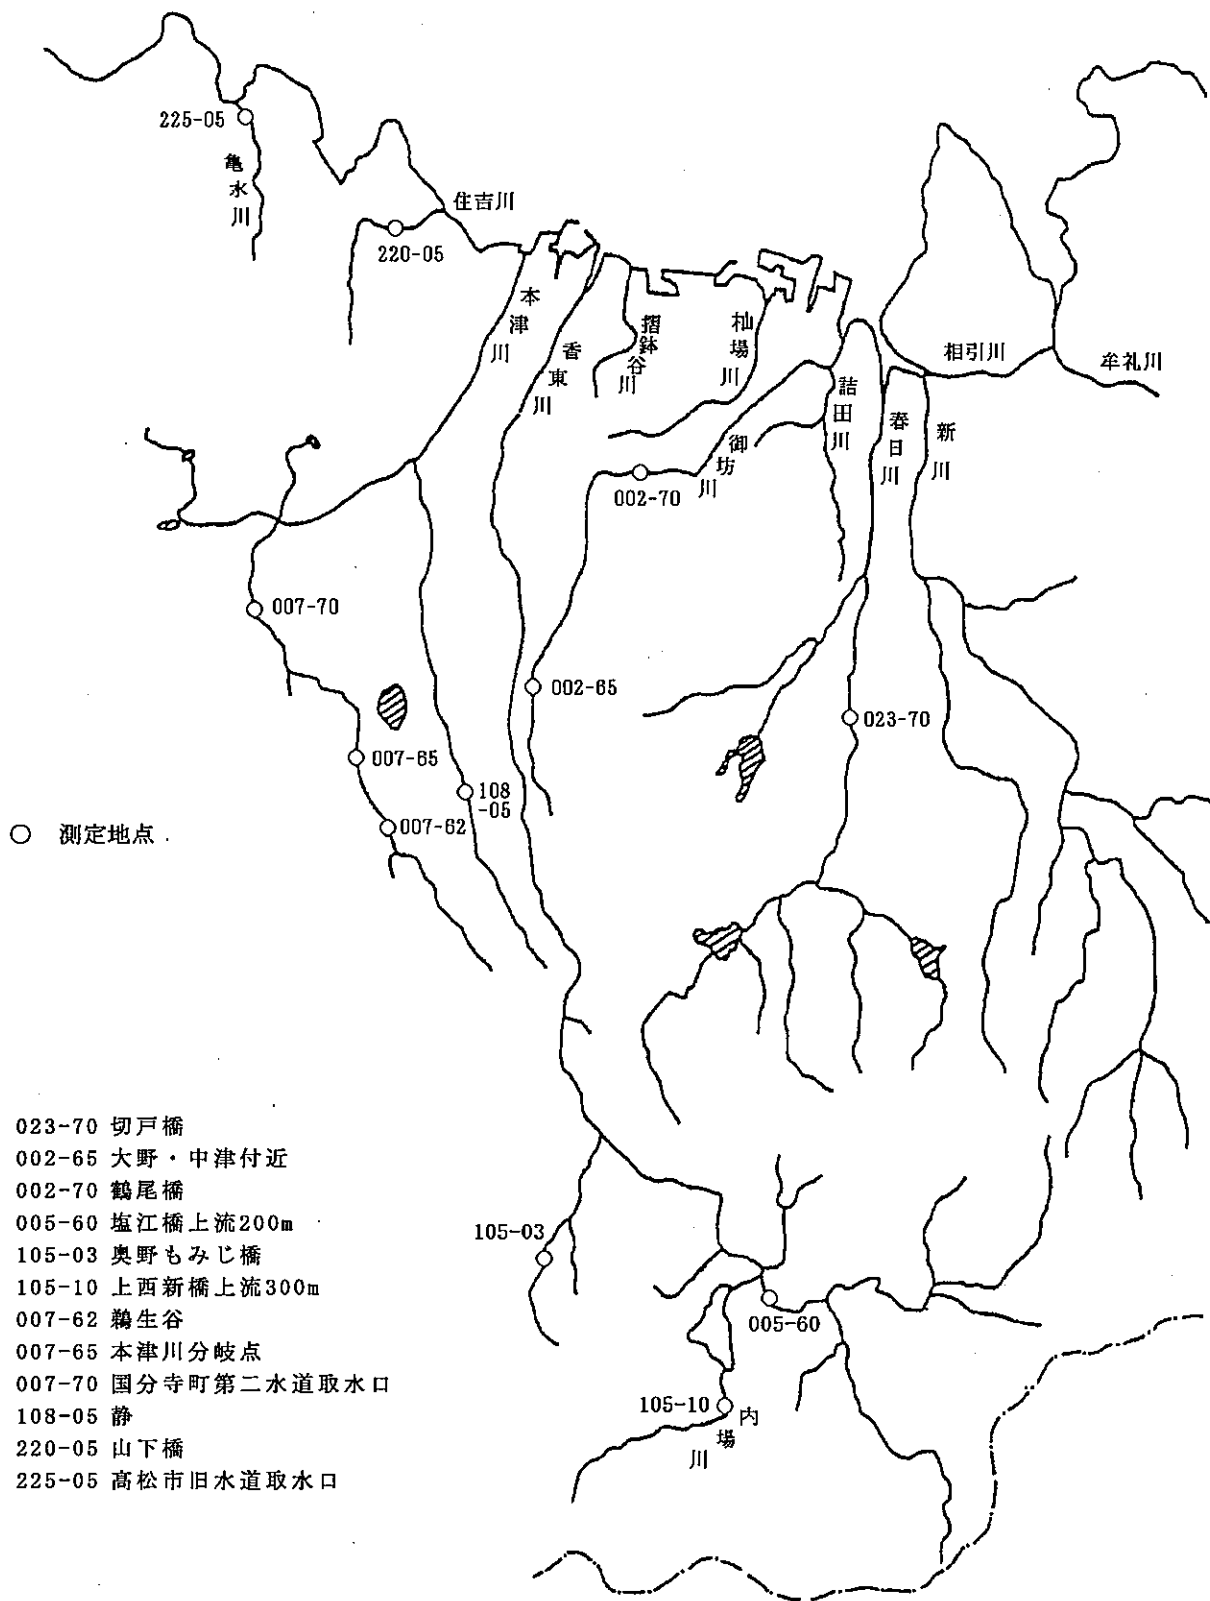 225-05
亀水川
住吉川
220-05
本津川
香東川
摺鉢谷川
杣場川
詰田川
春日川
新川
相引川
牟礼川
御坊川
002-70
007-70
002-65
023-70
007-65
108
-05
007-62
○ 測定地点
023-70 切戸橋
002-65 大野・中津付近
002-70 鶴尾橋
005-60 塩江橋上流200m
105-03 奥野もみじ橋
105-10 上西新橋上流300m
007-62 鵜生谷
007-65 本津川分岐点
007-70 国分寺町第二水道取水口
108-05 静
220-05 山下橋
225-05 高松市旧水道取水口
105-03
005-60
105-10
内場川